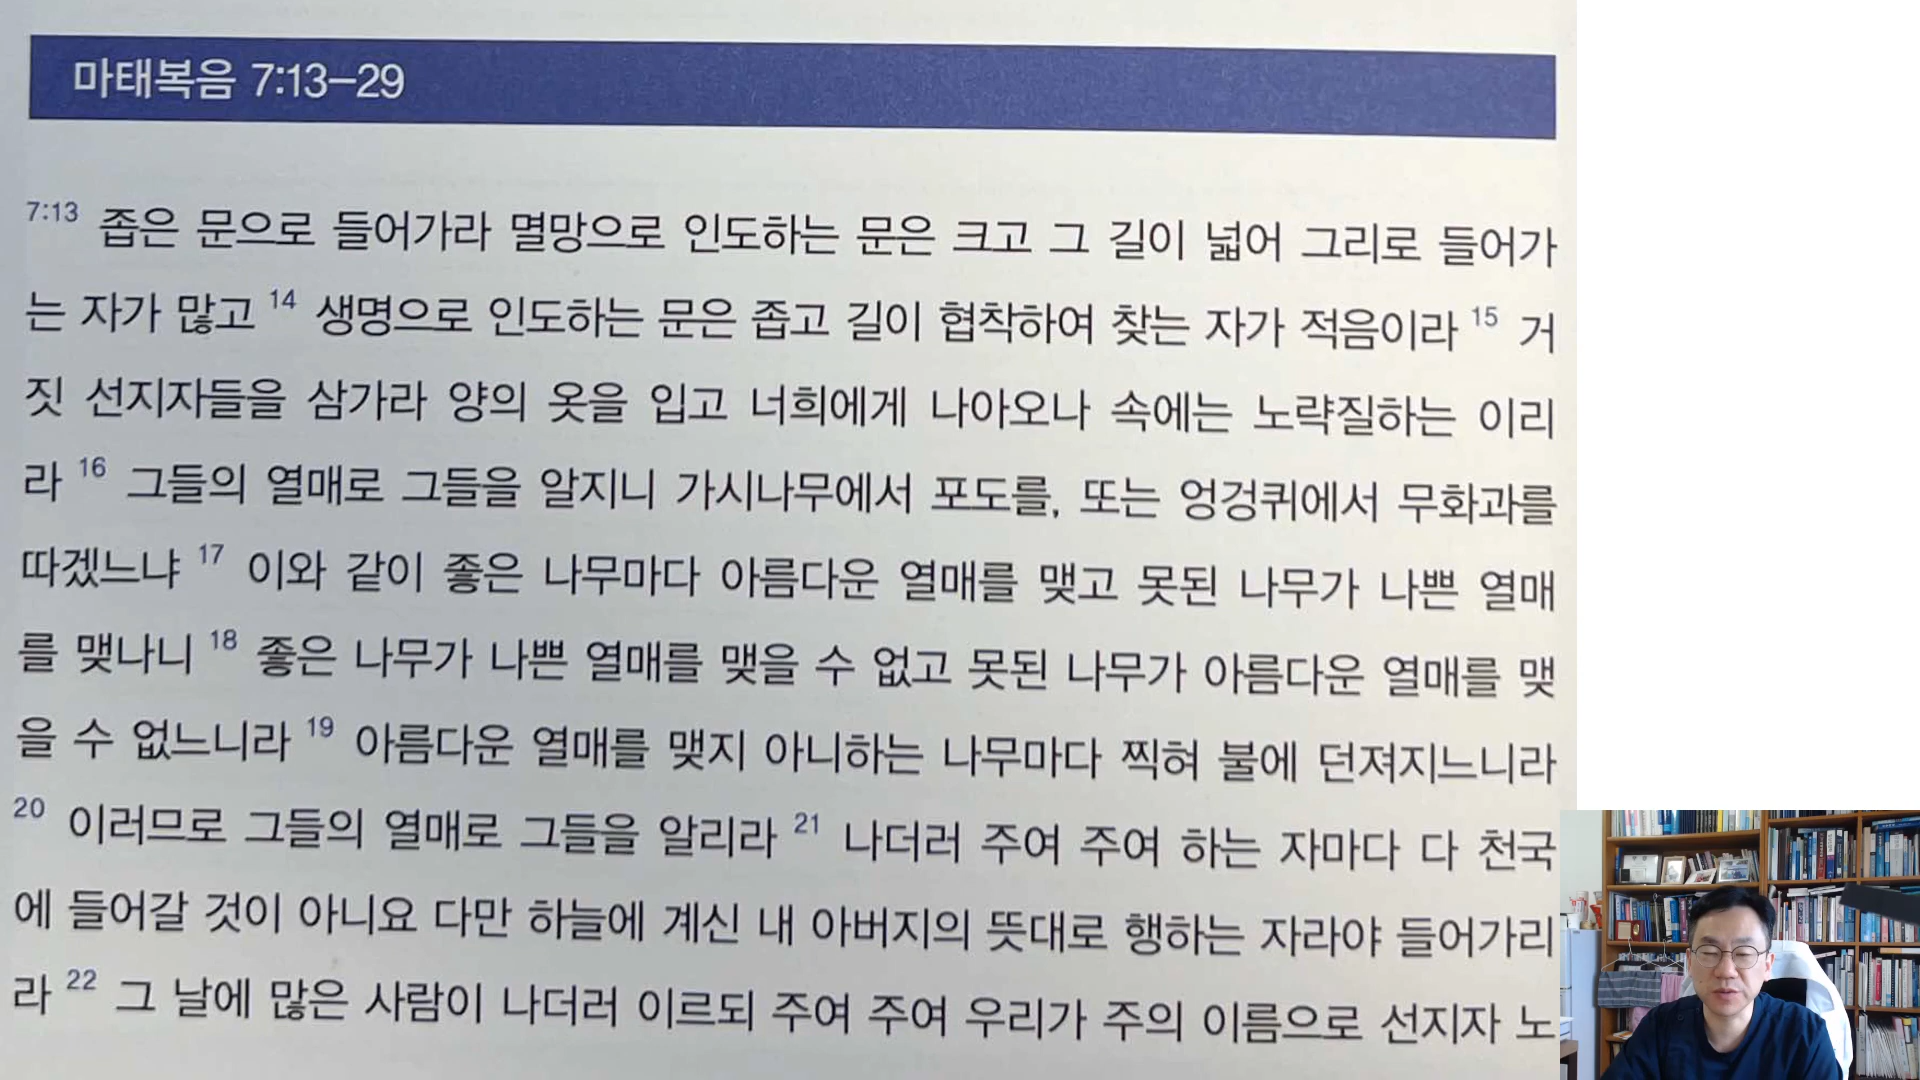 마태복음 7:13-29
7:13 좁은 문으로 들어가라 멸망으로 인도하는 문은 크고 그 길이 넓어 그리로 들어가
는 자가 많고 14 생명으로 인도하는 문은 좁고 길이 협착하여 찾는 자가 적음이라 15 거
짓 선지자들을 삼가라 양의 옷을 입고 너희에게 나아오나 속에는 노략질하는 이리
라 16 그들의 열매로 그들을 알지니 가시나무에서 포도를, 또는 엉겅퀴에서 무화과를
따겠느냐 17 이와 같이 좋은 나무마다 아름다운 열매를 맺고 못된 나무가 나쁜 열매
를 맺나니 18 좋은 나무가 나쁜 열매를 맺을 수 없고 못된 나무가 아름다운 열매를 맺
을 수 없느니라 19 아름다운 열매를 맺지 아니하는 나무마다 찍혀 불에 던져지느니라
20 이러므로 그들의 열매로 그들을 알리라 21 나더러 주여 주여 하는 자마다 다 천국
에 들어갈 것이 아니요 다만 하늘에 계신 내 아버지의 뜻대로 행하는 자라야 들어가리
라 22 그 날에 많은 사람이 나더러 이르되 주여 주여 우리가 주의 이름으로 선지자 노